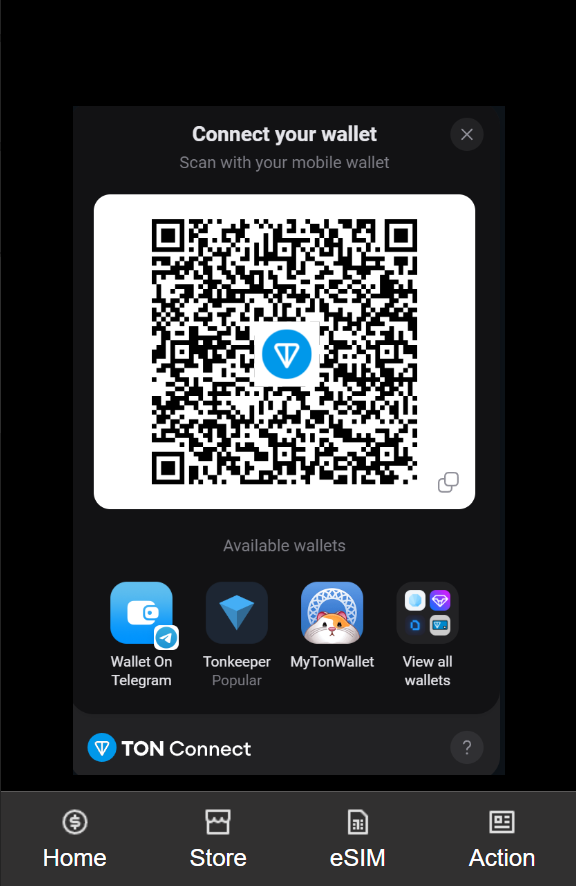 Connect your wallet
Scan with your mobile wallet
Available wallets
Wallet On
Telegram
Tonkeeper
Popular
MyTonWallet
View all
wallets
TON Connect
?
Home
Store
eSIM
Action